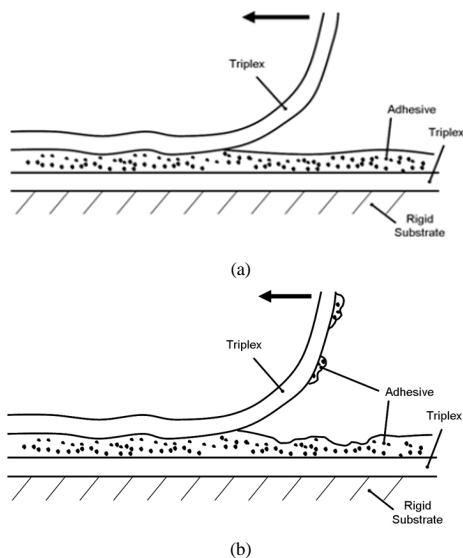 Triplex
Adhesive
Triplex
Rigid
Substrate
(a)
Triplex
Adhesive
Triplex
Rigid
Substrate
(b)